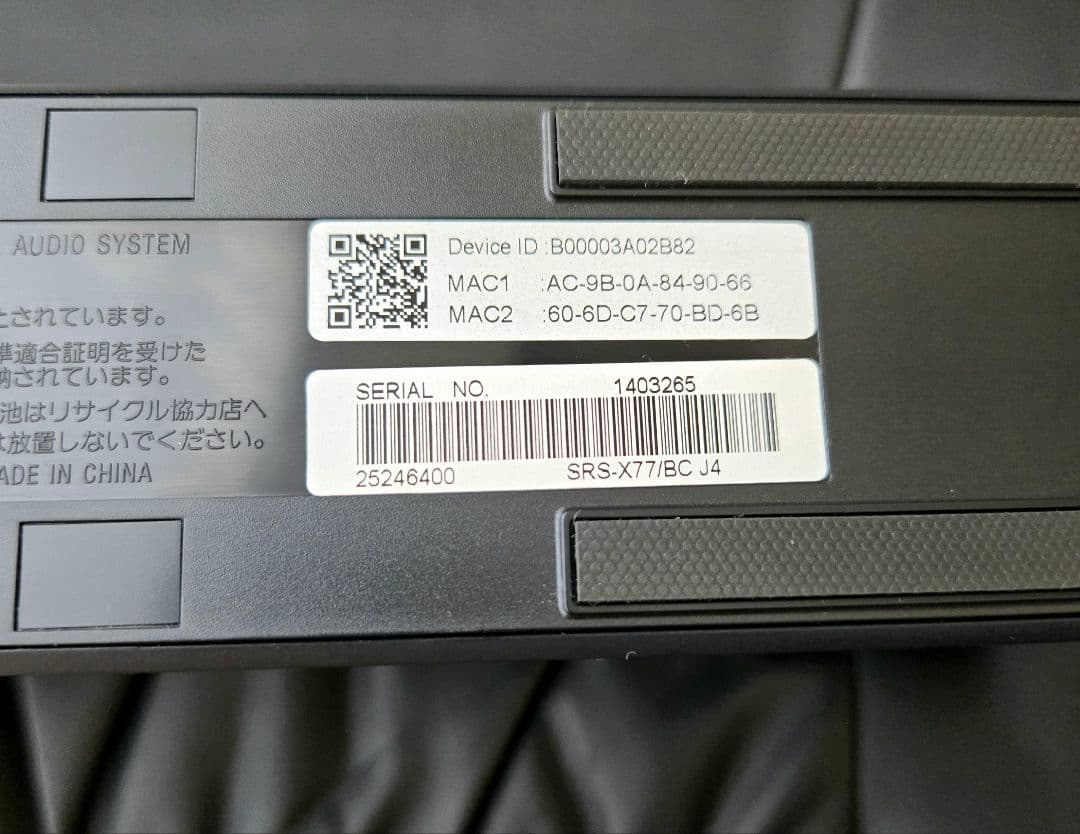 AUDIO SYSTEM
とされています。
準適合証明を受けた
納されています。
池はリサイクル協力店へ
は放置しないでください。
ADE IN CHINA
Device ID :B00003A02B82
MAC1 :AC-9B-0A-84-90-66
MAC2 :60-6D-C7-70-BD-6B
SERIAL NO. 1403265
25246400 SRS-X77/BC J4